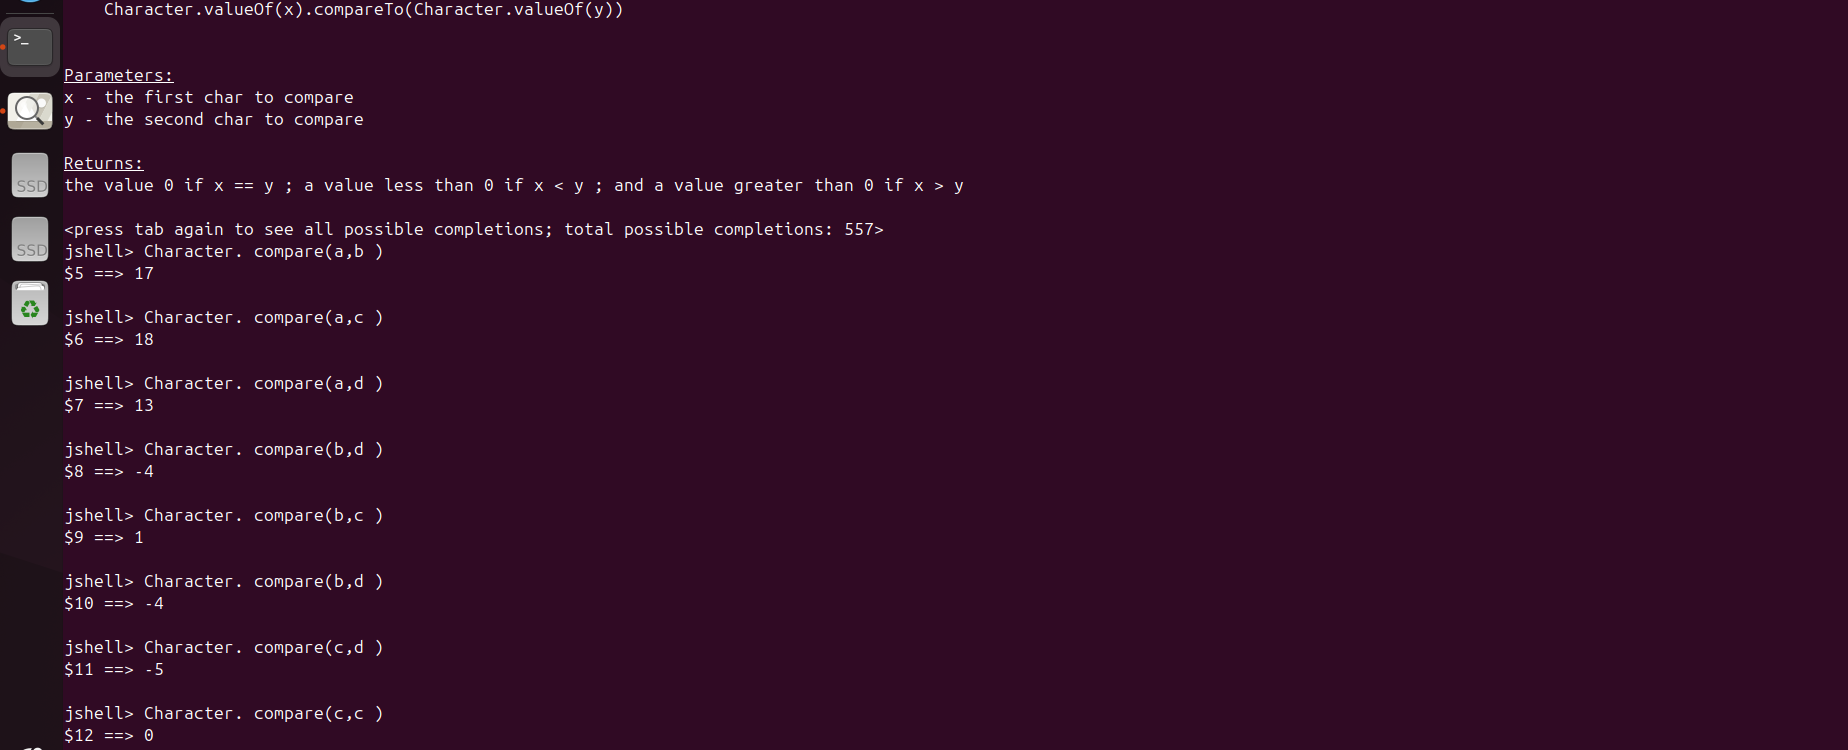 Character.valueOf(x).compareTo(Character.valueOf(y))
>_
Parameters:
x - the first char to compare
y - the second char to compare
Returns:
SSD
the value 0 if x == y ; a value less than 0 if x < y ; and a value greater than 0 if x > y
<press tab again to see all possible completions; total possible completions: 557>
SSD
jshell> Character. compare(a,b )
$5 ==> 17
jshell> Character. compare(a,c )
$6 ==> 18
jshell> Character. compare(a,d )
$7 ==> 13
jshell> Character. compare(b,d )
$8 ==> -4
jshell> Character. compare(b,c )
$9 ==> 1
jshell> Character. compare(b,d )
$10 ==> -4
jshell> Character. compare(c,d )
$11 ==> -5
jshell> Character. compare(c,c )
$12 ==> 0